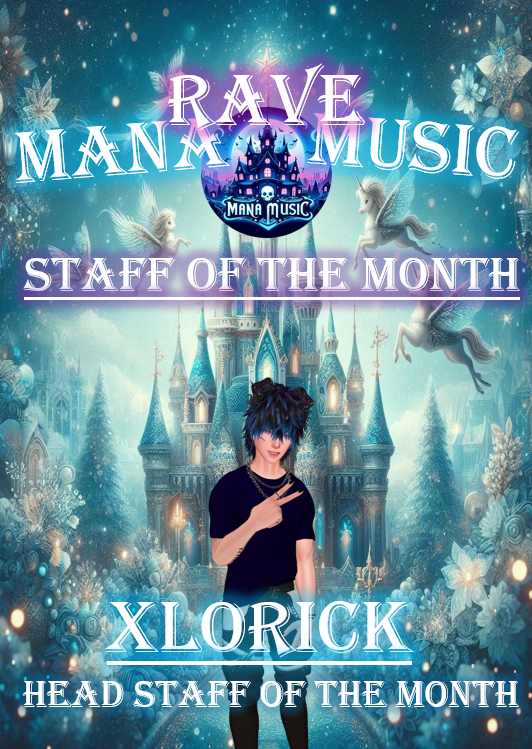 RAVE
MANA MUSIC
MANA MUSIC
STAFF OF THE MONTH
XLORICK
HEAD STAFF OF THE MONTH